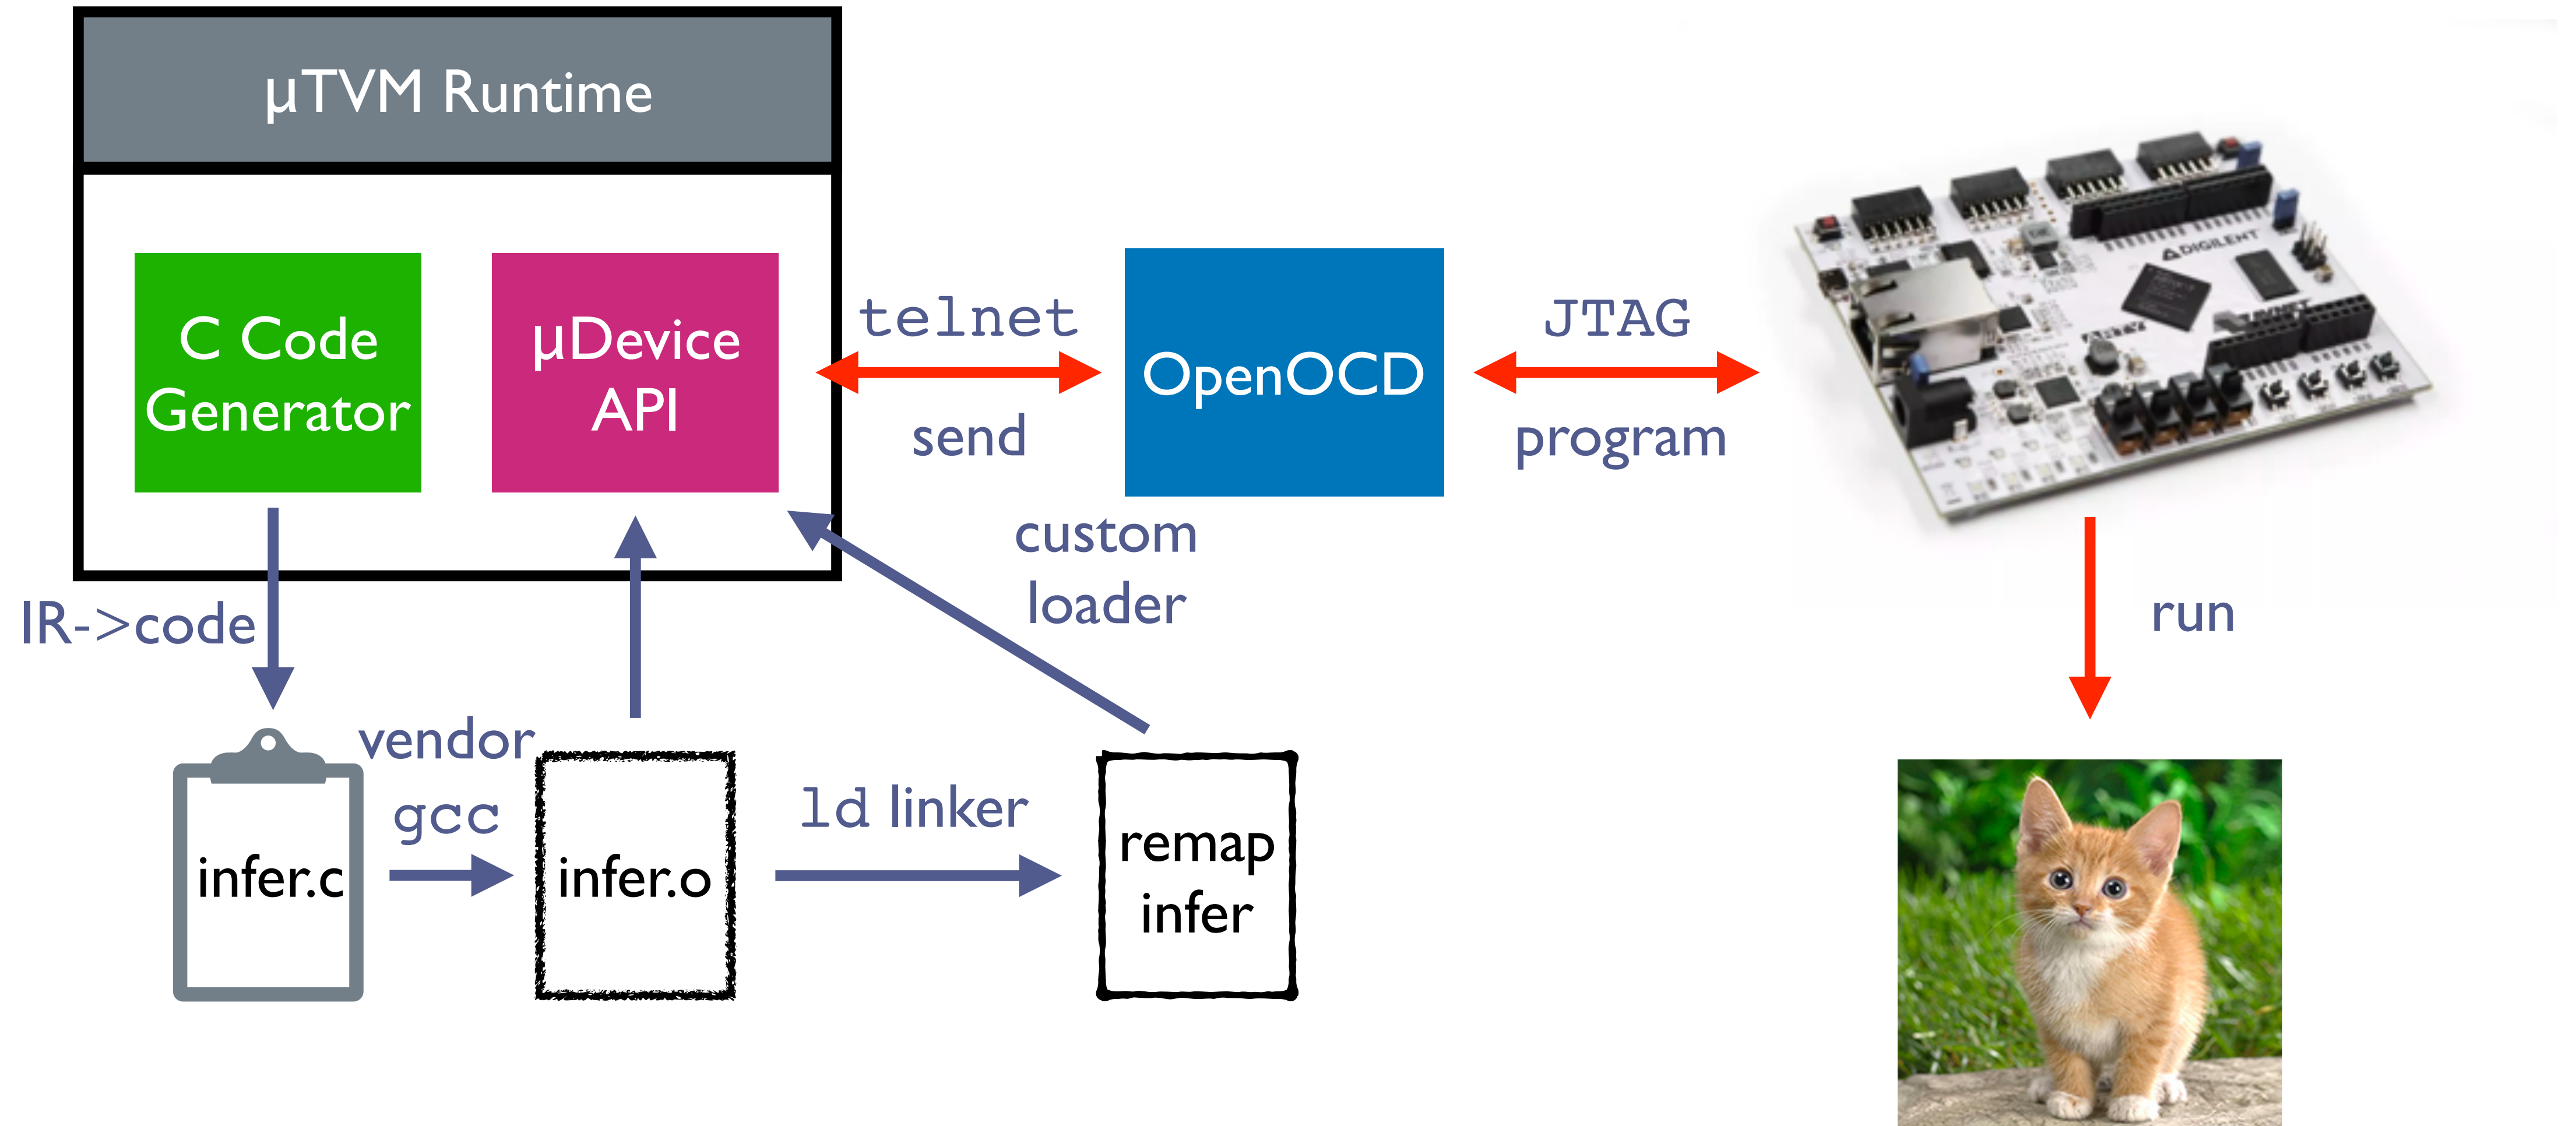 µTVM Runtime
C Code
Generator
µDevice
API
telnet
send
OpenOCD
JTAG
program
DIGILENT
custom
loader
IR->code
run
vendor
gcc
infer.c
infer.o
ld linker
remap
infer